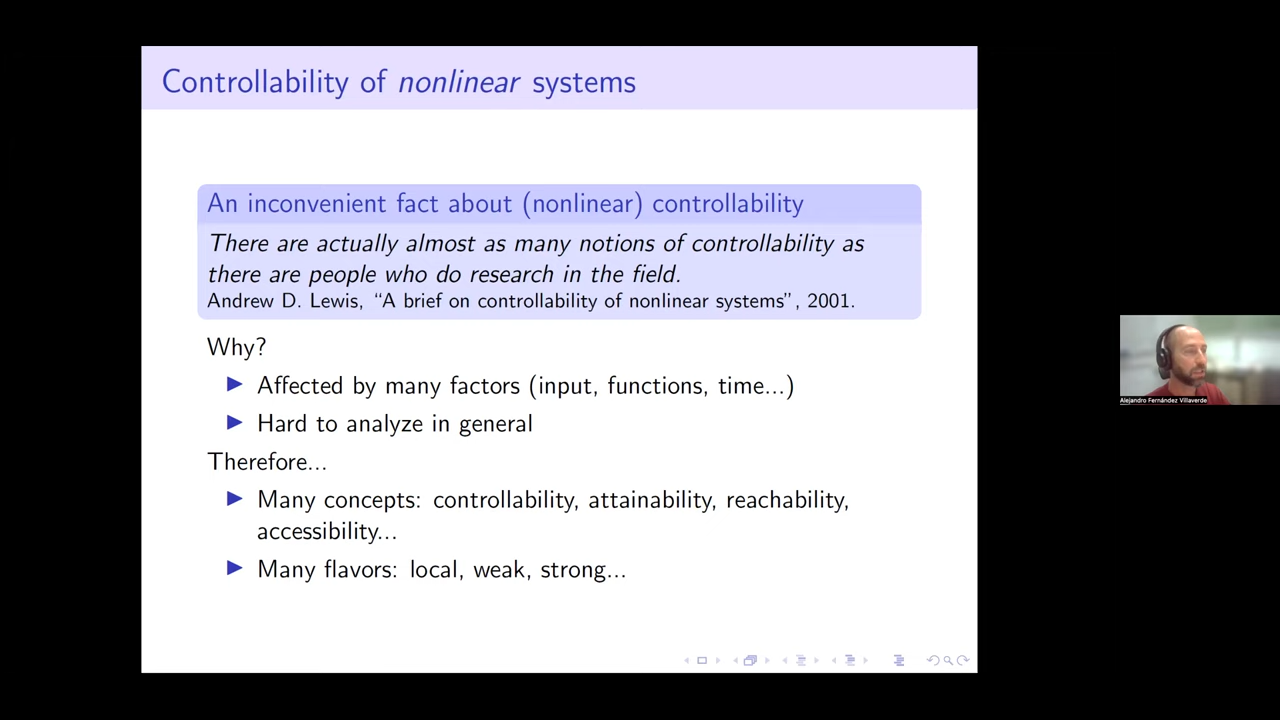 Controllability of nonlinear systems
An inconvenient fact about (nonlinear) controllability
There are actually almost as many notions of controllability as
there are people who do research in the field.
Andrew D. Lewis, “A brief on controllability of nonlinear systems”, 2001.
Why?
Affected by many factors (input, functions, time...)
Hard to analyze in general
Therefore...
Many concepts: controllability, attainability, reachability,
accessibility...
Many flavors: local, weak, strong...
Alejandro Fernández Villaverde